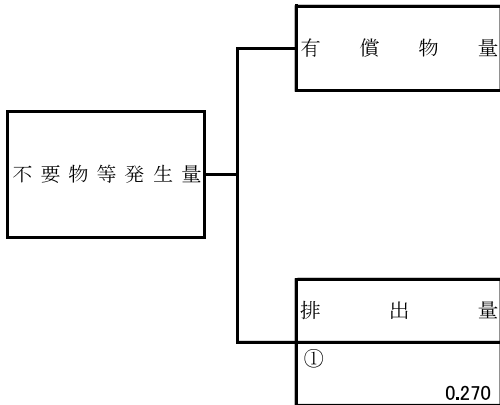 有償物量
不要物等発生量
排出量
①
0.270